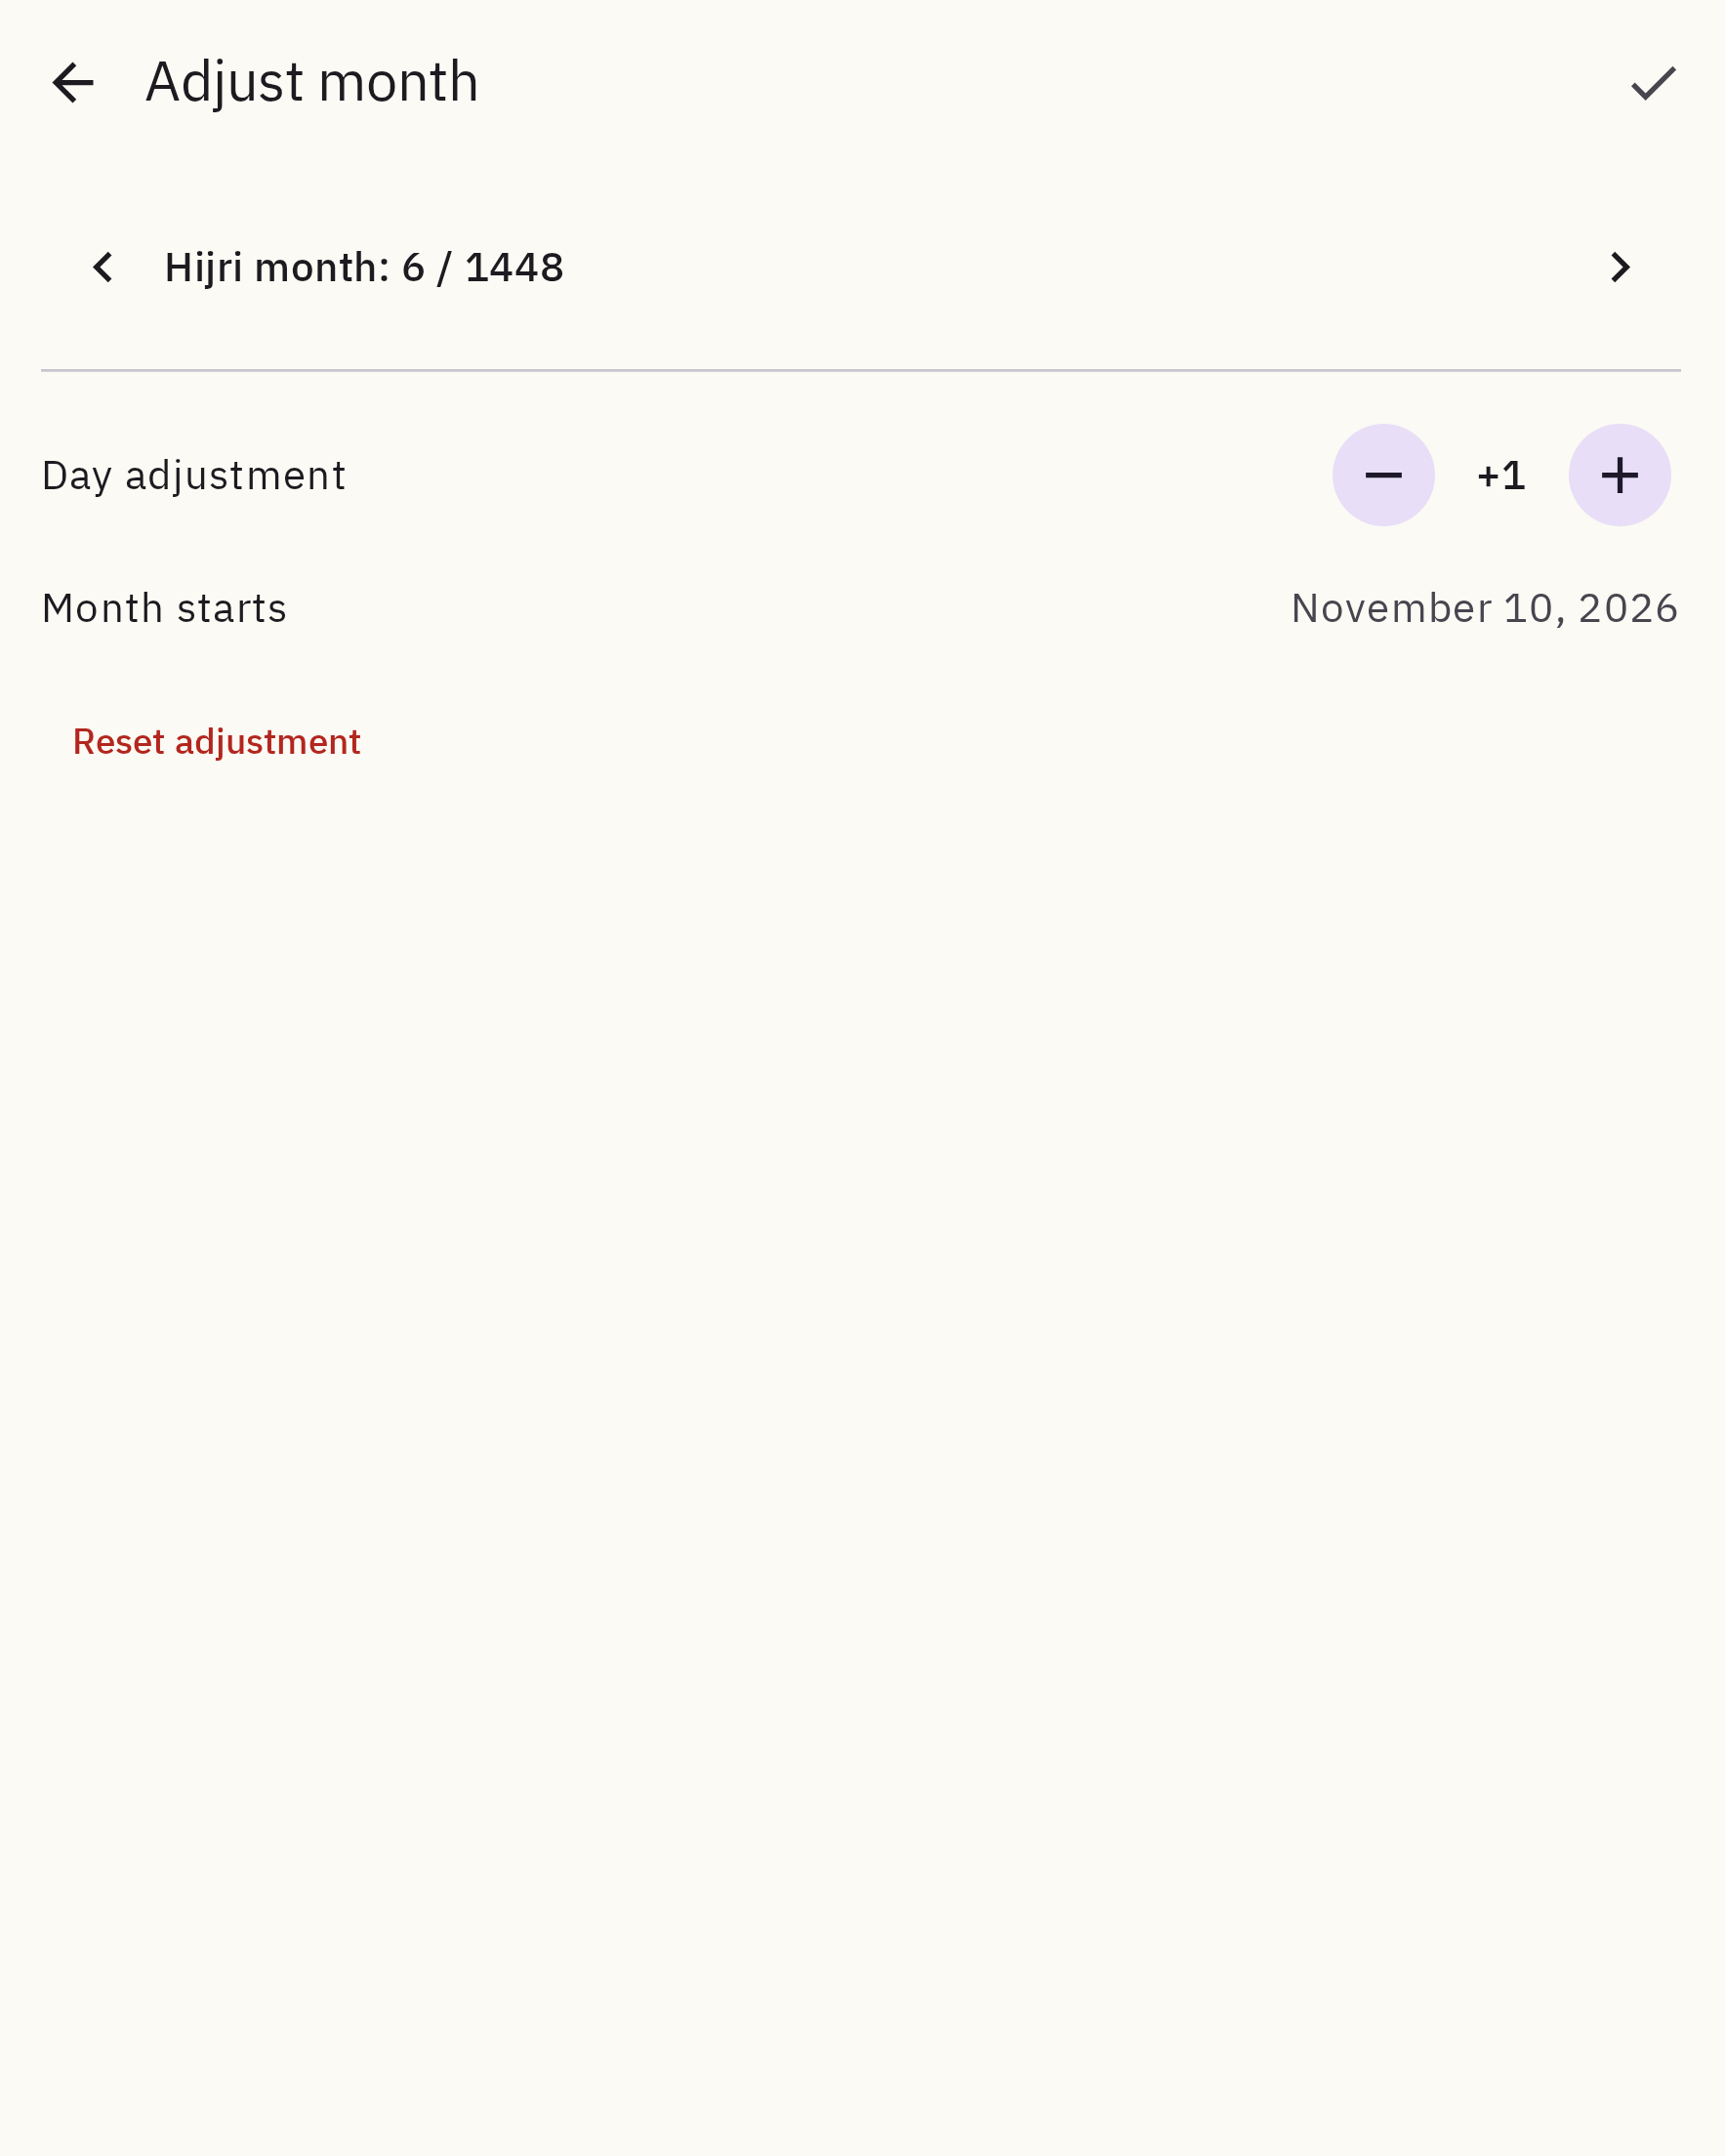 Adjust month
Hijri month: 6 / 1448
Day adjustment
+1
Month starts
November 10, 2026
Reset adjustment